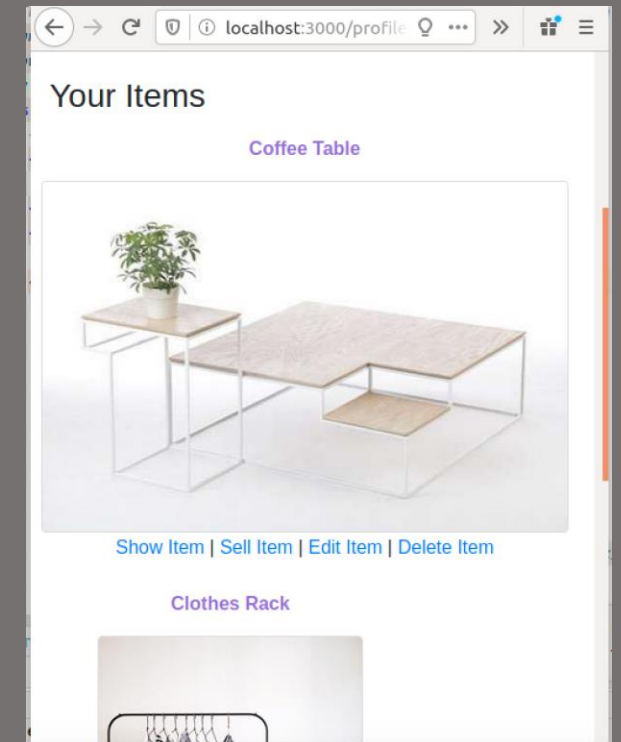 localhost:3000/profile
Your Items
Coffee Table
Show Item | Sell Item | Edit Item | Delete Item
Clothes Rack